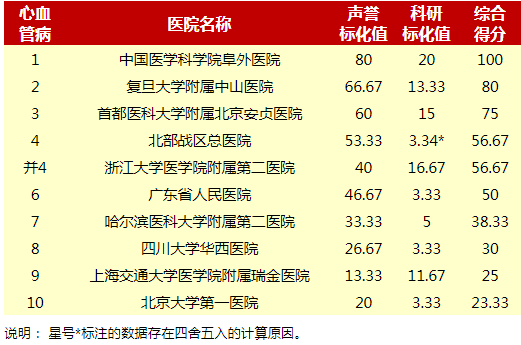 心血管病 医院名称 声誉标化值 科研标化值 综合得分
1 中国医学科学院阜外医院 80 20 100
2 复旦大学附属中山医院 66.67 13.33 80
3 首都医科大学附属北京安贞医院 60 15 75
4 北部战区总医院 53.33 3.34* 56.67
并4 浙江大学医学院附属第二医院 40 16.67 56.67
6 广东省人民医院 46.67 3.33 50
7 哈尔滨医科大学附属第二医院 33.33 5 38.33
8 四川大学华西医院 26.67 3.33 30
9 上海交通大学医学院附属瑞金医院 13.33 11.67 25
10 北京大学第一医院 20 3.33 23.33
说明： 星号*标注的数据存在四舍五入的计算原因。